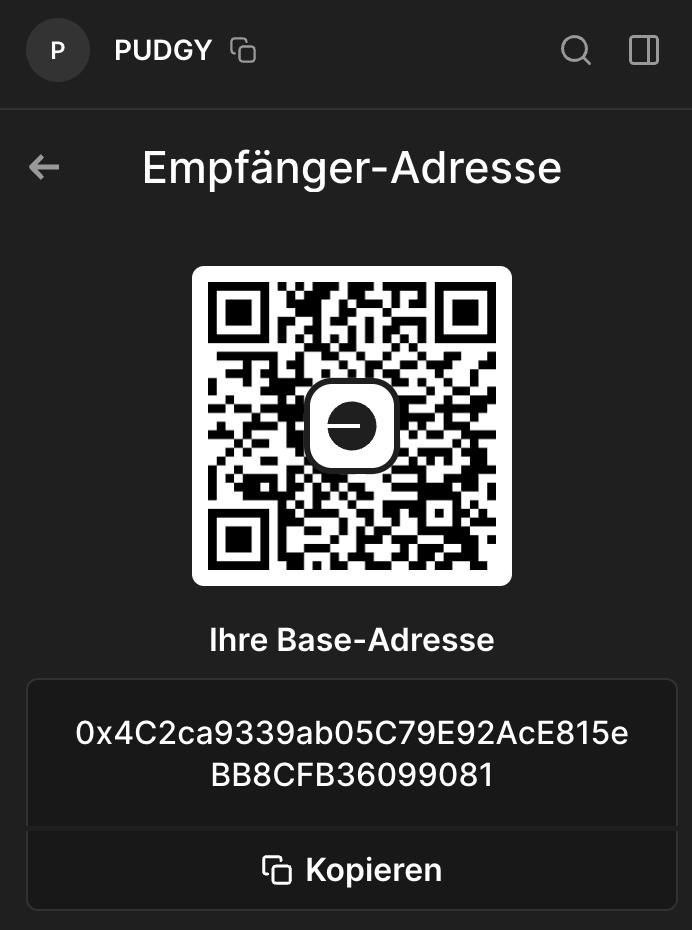 P
PUDGY
Empfänger-Adresse
Ihre Base-Adresse
0x4C2ca9339ab05C79E92AcE815e
BB8CFB36099081
Kopieren